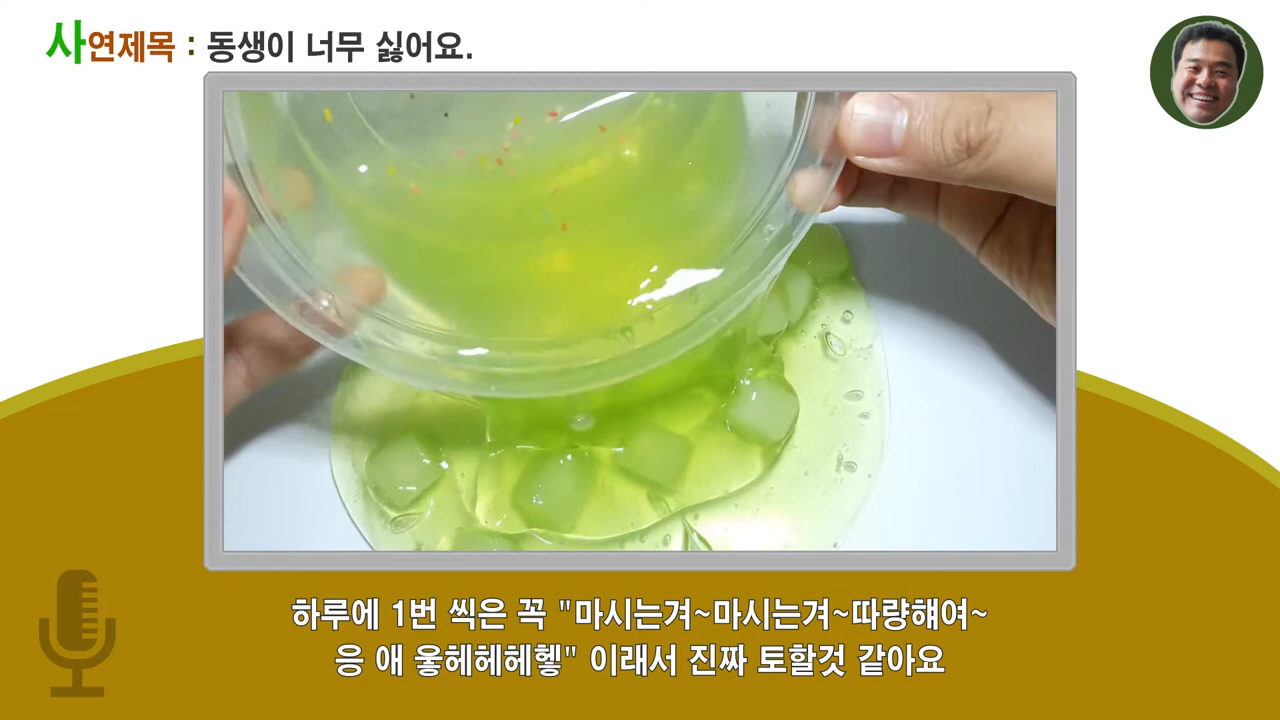 사연제목 : 동생이 너무 싫어요.
하루에 1번 씩은 꼭 "마시는겨~마시는겨~따량햬여~
응 애 옿헤헤헤헿" 이래서 진짜 토할것 같아요